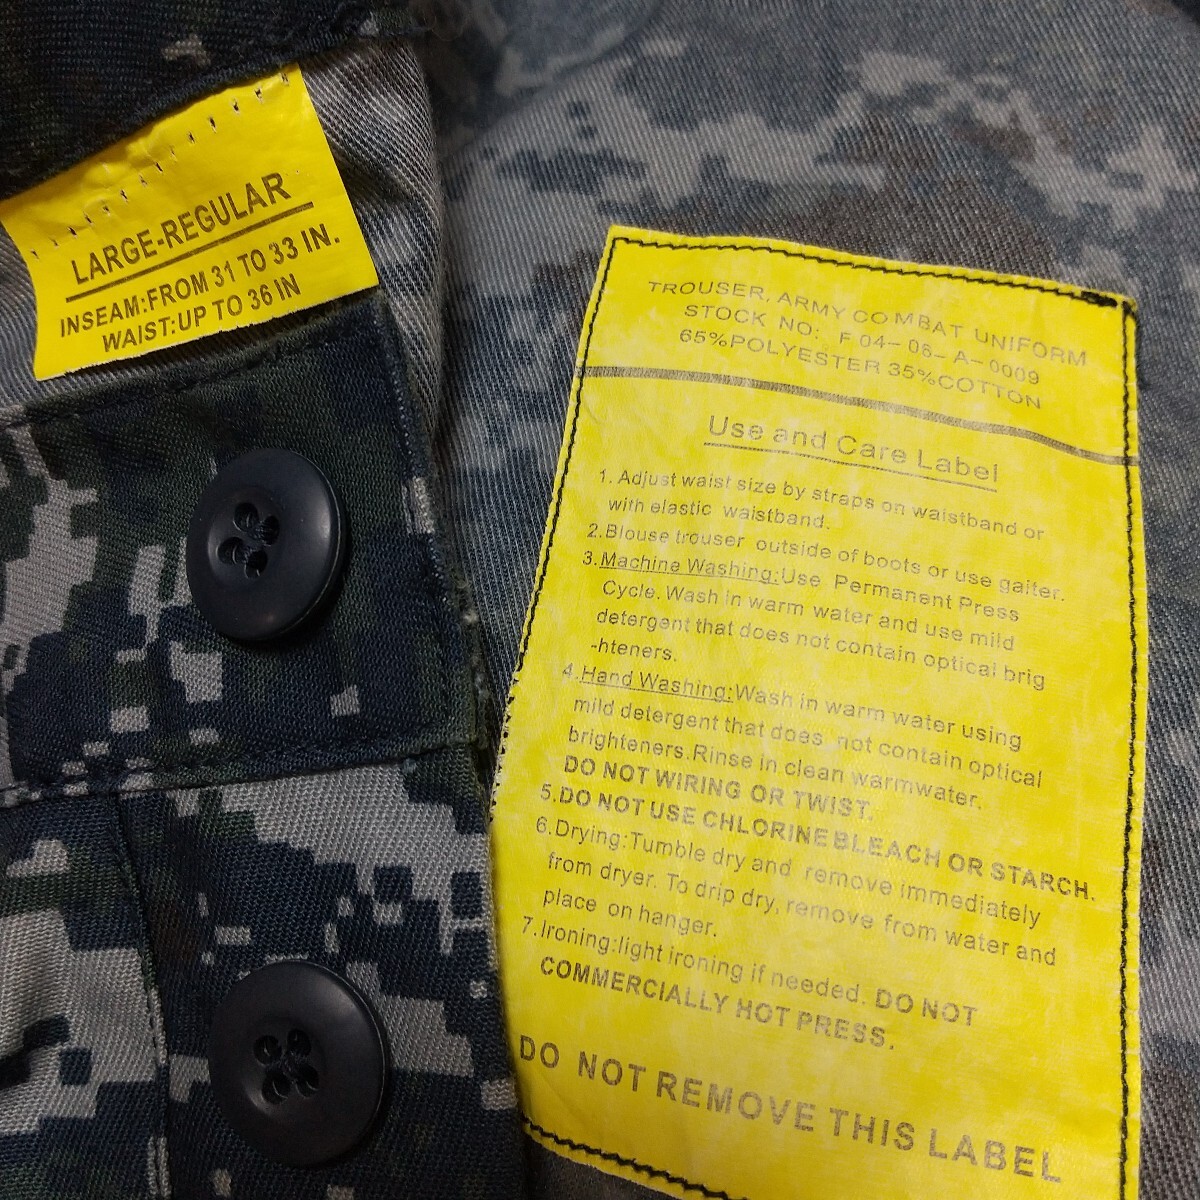 LARGE-REGULAR
INSEAM:FROM 31 TO 33 IN.
WAIST:UP TO 36 IN
TROUSER, ARMY COMBAT UNIFORM
STOCK NO: F 04-06-A-0009
65%POLYESTER 35%COTTON
Use and Care Label
1. Adjust waist size by straps on waistband or
with elastic waistband.
2.Blouse trouser outside of boots or use gaiter.
3.Machine Washing:Use Permanent Press
Cycle. Wash in warm water and use mild
detergent that does not contain optical brig
-hteners.
4.Hand Washing:Wash in warm water using
mild detergent that does not contain optical
brighteners.Rinse in clean warmwater.
DO NOT WIRING OR TWIST.
5.DO NOT USE CHLORINE BLEACH OR STARCH.
6.Drying:Tumble dry and remove immediately
from dryer. To drip dry, remove from water and
place on hanger.
7.Ironing:light ironing if needed. DO NOT
COMMERCIALLY HOT PRESS.
DO NOT REMOVE THIS LABEL